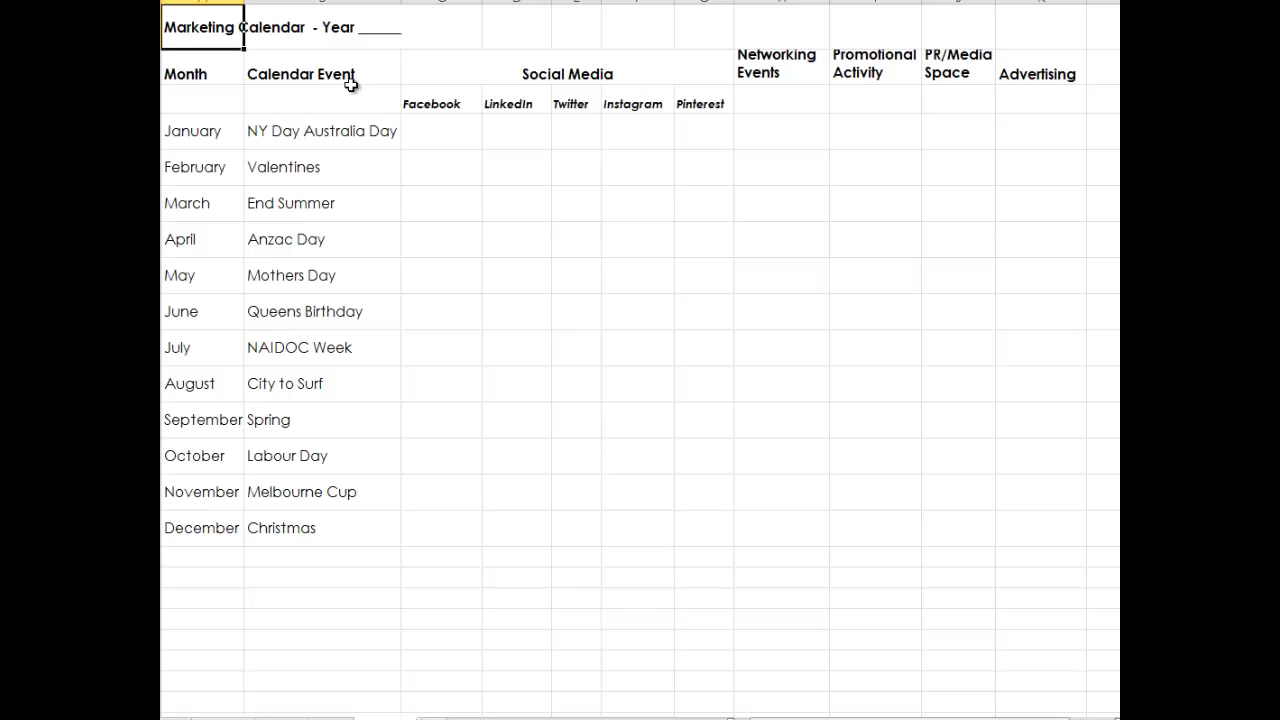 Marketing Calendar - Year ______
Month Calendar Event Social Media Networking Events Promotional Activity PR/Media Space Advertising
Facebook LinkedIn Twitter Instagram Pinterest
January NY Day Australia Day
February Valentines
March End Summer
April Anzac Day
May Mothers Day
June Queens Birthday
July NAIDOC Week
August City to Surf
September Spring
October Labour Day
November Melbourne Cup
December Christmas